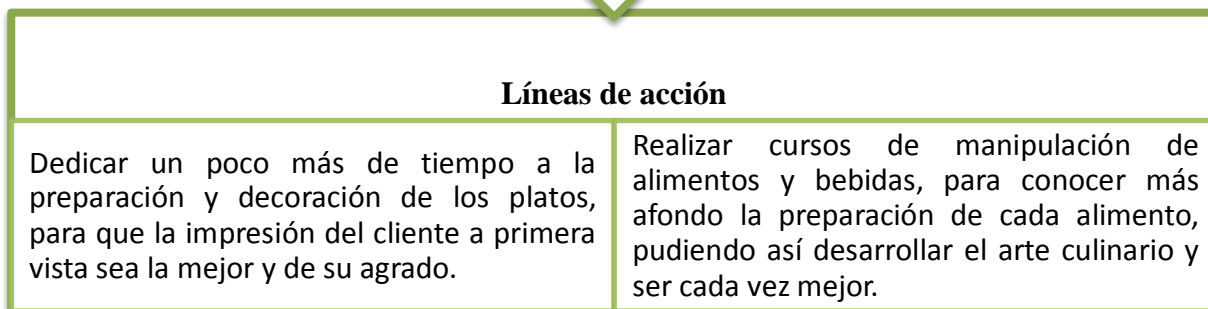 Líneas de acción
Dedicar un poco más de tiempo a la
preparación y decoración de los platos,
para que la impresión del cliente a primera
vista sea la mejor y de su agrado.
Realizar cursos de manipulación de
alimentos y bebidas, para conocer más
afondo la preparación de cada alimento,
pudiendo así desarrollar el arte culinario y
ser cada vez mejor.